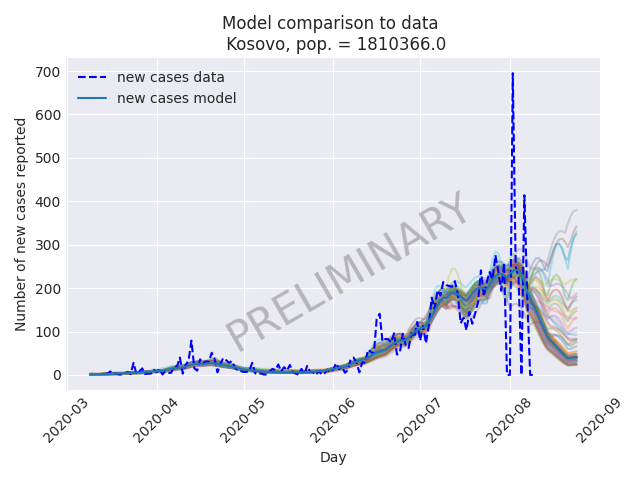 Model comparison to data
Kosovo, pop. = 1810366.0
new cases data
new cases model
700
600
500
400
300
200
100
0
Number of new cases reported
PRELIMINARY
2020-03
2020-04
2020-05
2020-06
2020-07
2020-08
2020-09
Day